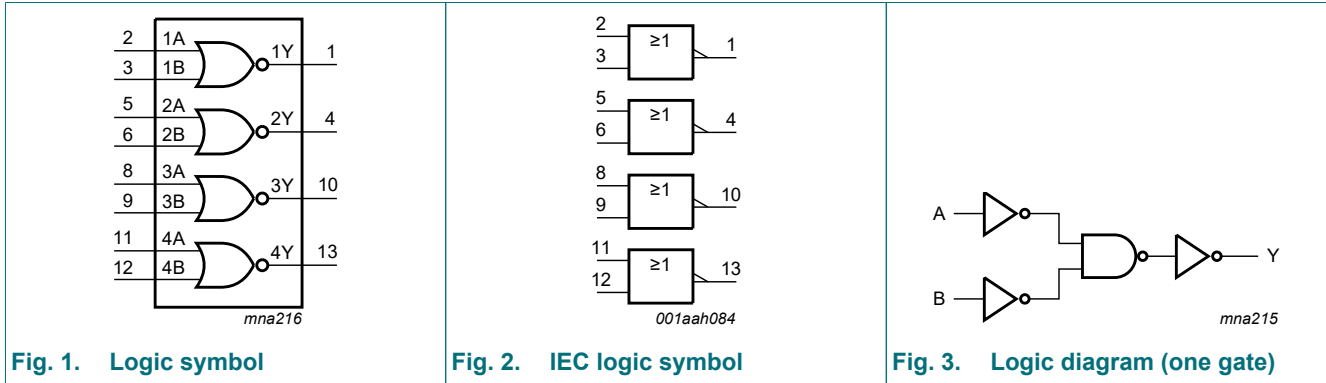 2 1A 1Y 1
3 1B
5 2A 2Y 4
6 2B
8 3A 3Y 10
9 3B
11 4A 4Y 13
12 4B
mna216
Fig. 1. Logic symbol
2 ≥1 1
3
5 ≥1 4
6
8 ≥1 10
9
11 ≥1 13
12
001aah084
Fig. 2. IEC logic symbol
A
Y
B
mna215
Fig. 3. Logic diagram (one gate)